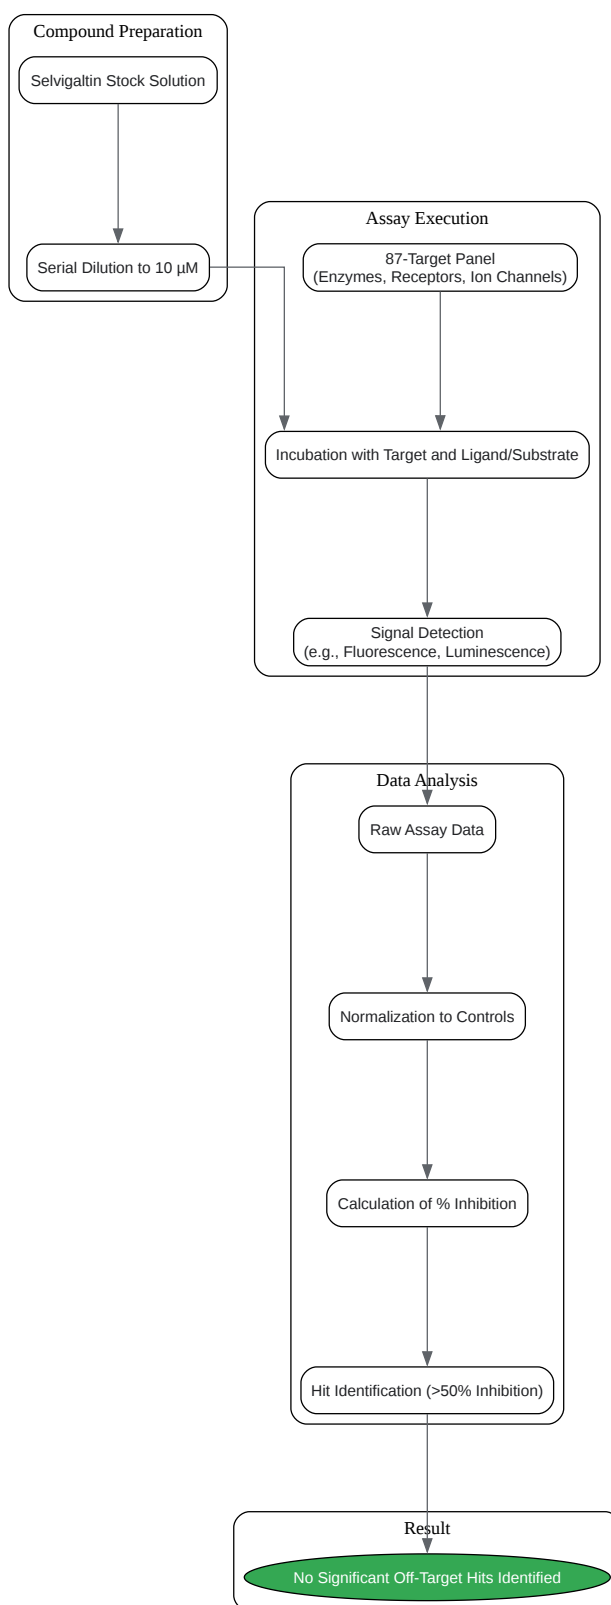 Compound Preparation
Selvigaltin Stock Solution
Serial Dilution to 10 µM
Assay Execution
87-Target Panel
(Enzymes, Receptors, Ion Channels)
Incubation with Target and Ligand/Substrate
Signal Detection
(e.g., Fluorescence, Luminescence)
Data Analysis
Raw Assay Data
Normalization to Controls
Calculation of % Inhibition
Hit Identification (>50% Inhibition)
Result
No Significant Off-Target Hits Identified